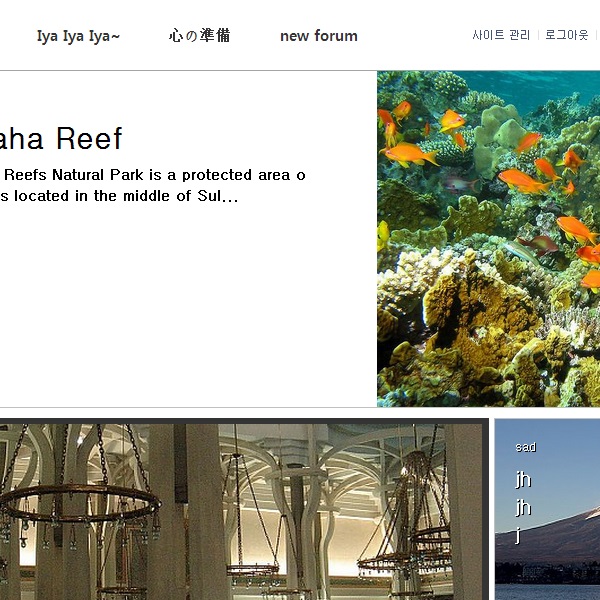 Iya Iya Iya~ 心の準備 new forum 사이트 관리 로그아웃
aha Reef
Reefs Natural Park is a protected area o
s located in the middle of Sul...
sad
jh
jh
j